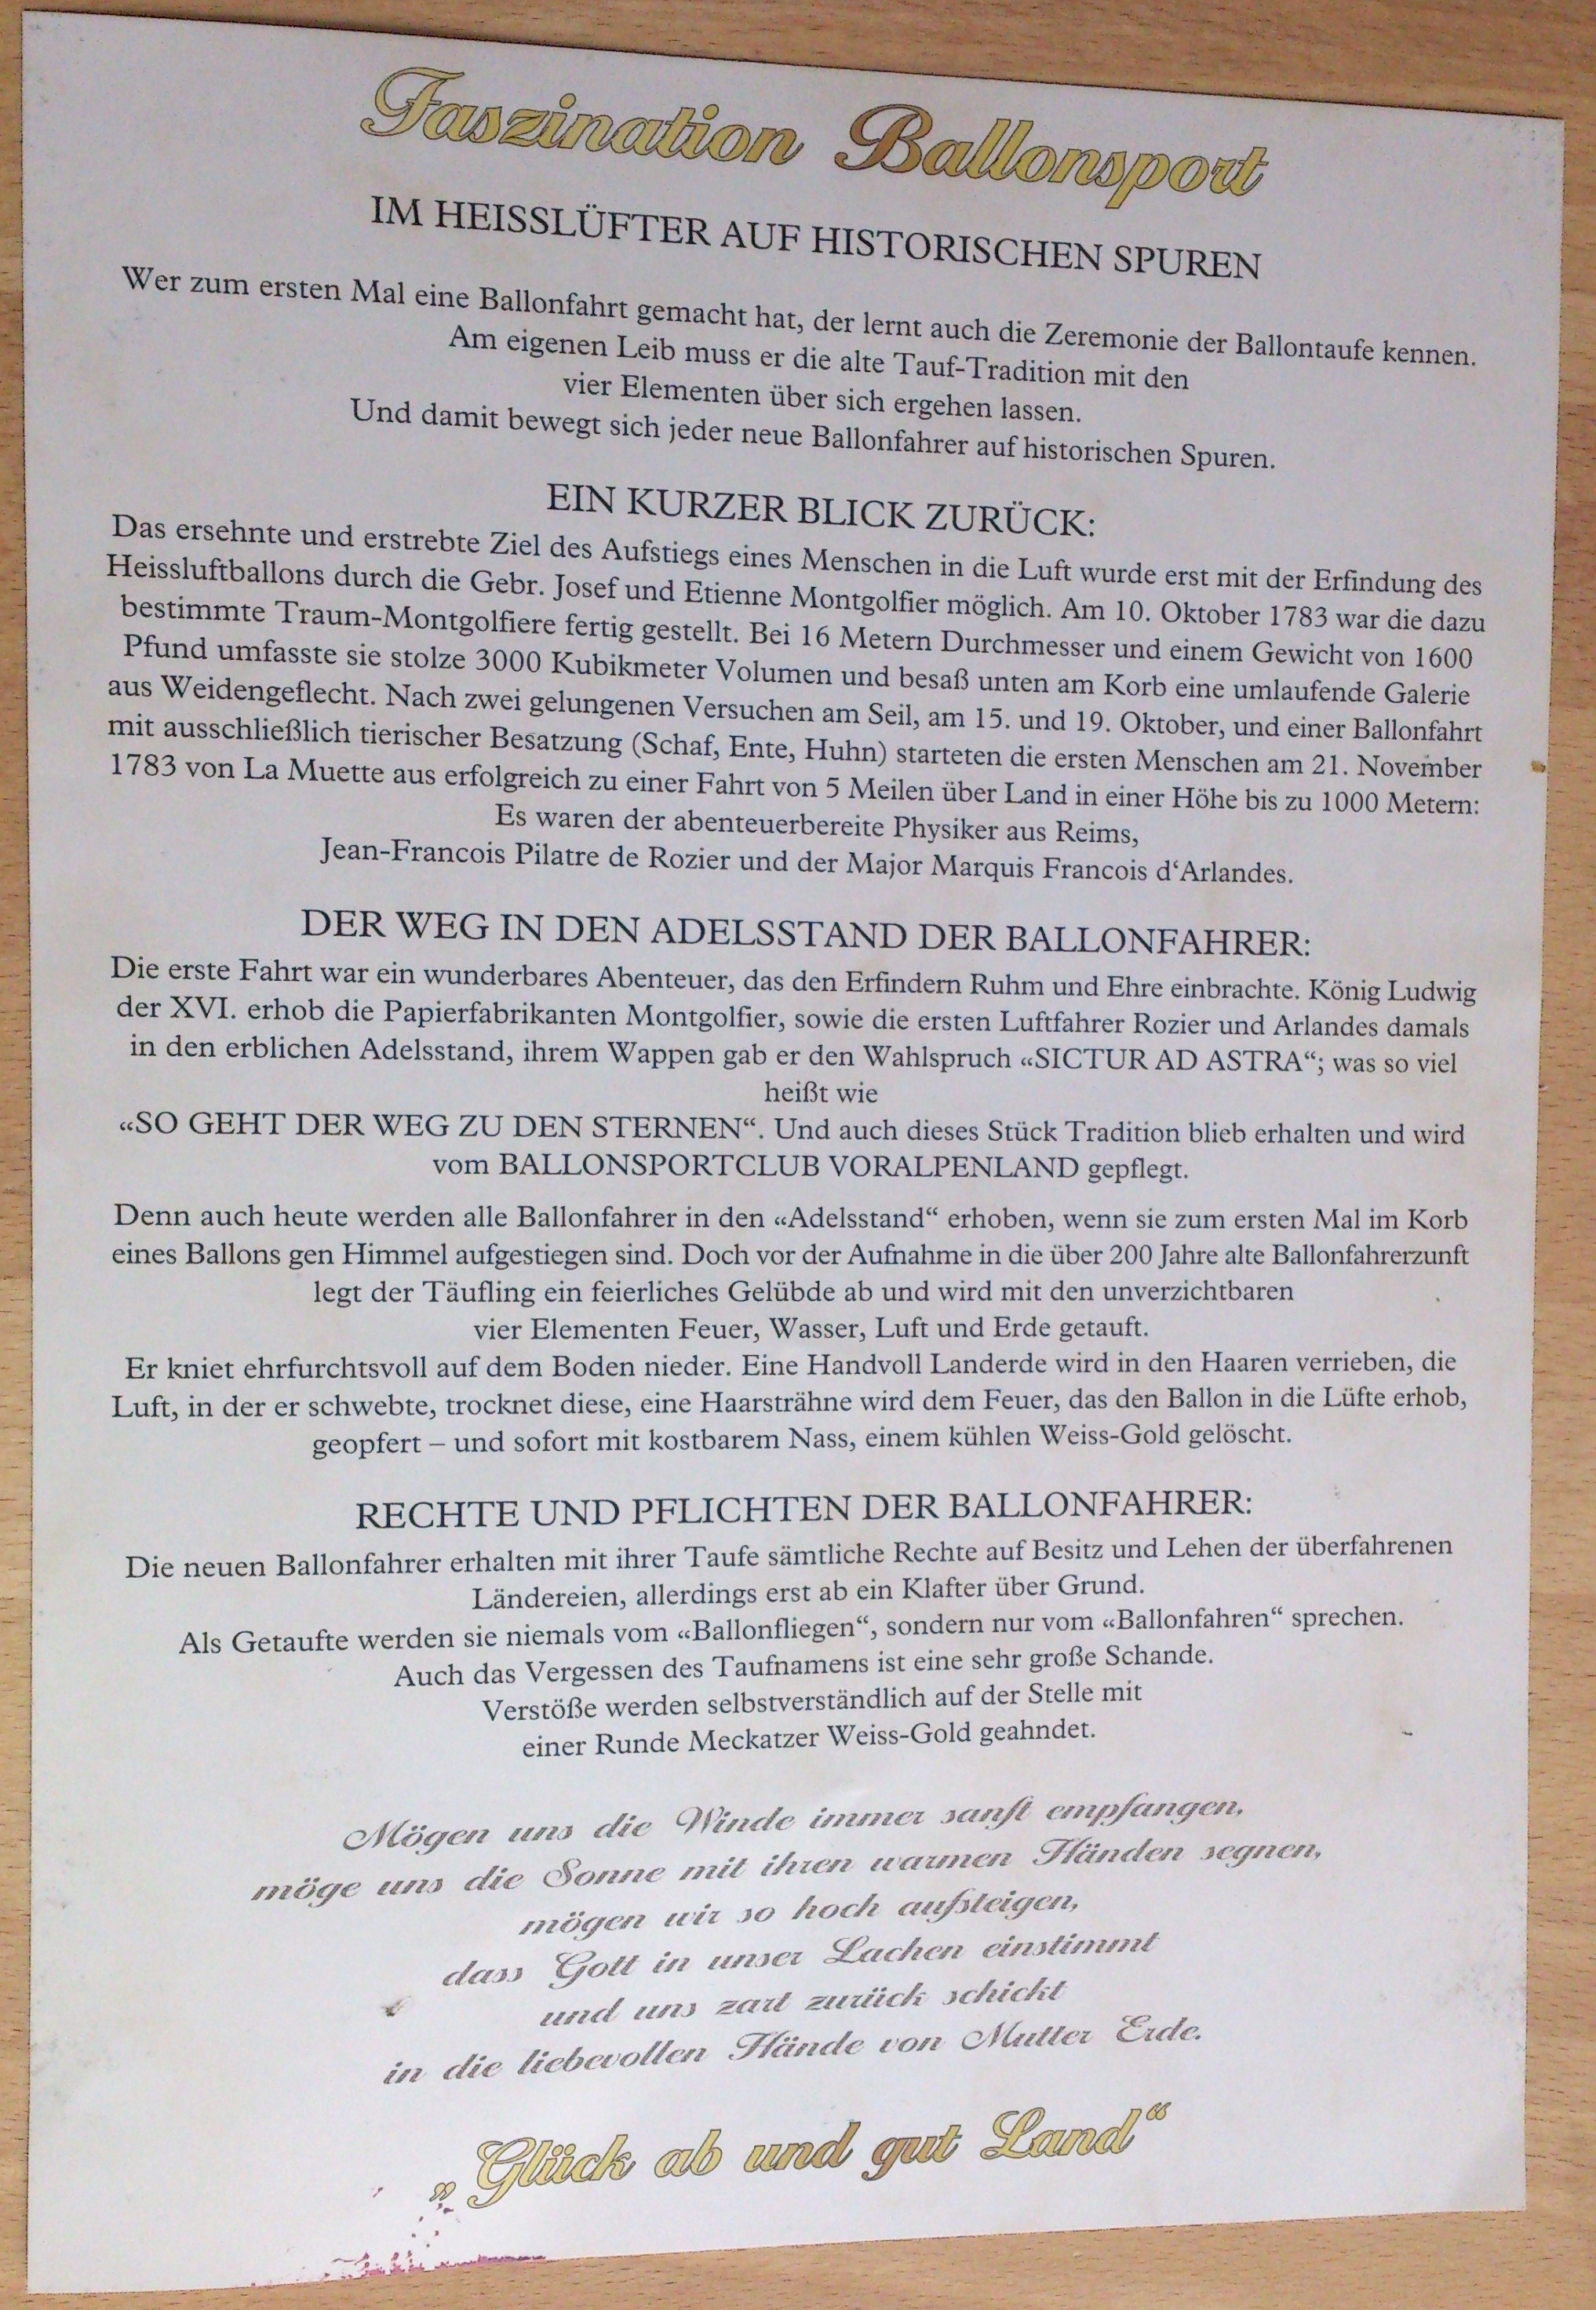 Faszination Ballonsport
IM HEISSLÜFTER AUF HISTORISCHEN SPUREN
Wer zum ersten Mal eine Ballonfahrt gemacht hat, der lernt auch die Zeremonie der Ballontaufe kennen.
Am eigenen Leib muss er die alte Tauf-Tradition mit den
vier Elementen über sich ergehen lassen.
Und damit bewegt sich jeder neue Ballonfahrer auf historischen Spuren.
EIN KURZER BLICK ZURÜCK:
Das ersehnte und erstrebte Ziel des Aufstiegs eines Menschen in die Luft wurde erst mit der Erfindung des
Heissluftballons durch die Gebr. Josef und Etienne Montgolfier möglich. Am 10. Oktober 1783 war die dazu
bestimmte Traum-Montgolfiere fertig gestellt. Bei 16 Metern Durchmesser und einem Gewicht von 1600
Pfund umfasste sie stolze 3000 Kubikmeter Volumen und besaß unten am Korb eine umlaufende Galerie
aus Weidengeflecht. Nach zwei gelungenen Versuchen am Seil, am 15. und 19. Oktober, und einer Ballonfahrt
mit ausschließlich tierischer Besatzung (Schaf, Ente, Huhn) starteten die ersten Menschen am 21. November
1783 von La Muette aus erfolgreich zu einer Fahrt von 5 Meilen über Land in einer Höhe bis zu 1000 Metern:
Es waren der abenteuerbereite Physiker aus Reims,
Jean-Francois Pilatre de Rozier und der Major Marquis Francois d‘Arlandes.
DER WEG IN DEN ADELSSTAND DER BALLONFAHRER:
Die erste Fahrt war ein wunderbares Abenteuer, das den Erfindern Ruhm und Ehre einbrachte. König Ludwig
der XVI. erhob die Papierfabrikanten Montgolfier, sowie die ersten Luftfahrer Rozier und Arlandes damals
in den erblichen Adelsstand, ihrem Wappen gab er den Wahlspruch «SICTUR AD ASTRA“; was so viel
heißt wie
«SO GEHT DER WEG ZU DEN STERNEN“. Und auch dieses Stück Tradition blieb erhalten und wird
vom BALLONSPORTCLUB VORALPENLAND gepflegt.
Denn auch heute werden alle Ballonfahrer in den «Adelsstand“ erhoben, wenn sie zum ersten Mal im Korb
eines Ballons gen Himmel aufgestiegen sind. Doch vor der Aufnahme in die über 200 Jahre alte Ballonfahrerzunft
legt der Täufling ein feierliches Gelübde ab und wird mit den unverzichtbaren
vier Elementen Feuer, Wasser, Luft und Erde getauft.
Er kniet ehrfurchtsvoll auf dem Boden nieder. Eine Handvoll Landerde wird in den Haaren verrieben, die
Luft, in der er schwebte, trocknet diese, eine Haarsträhne wird dem Feuer, das den Ballon in die Lüfte erhob,
geopfert – und sofort mit kostbarem Nass, einem kühlen Weiss-Gold gelöscht.
RECHTE UND PFLICHTEN DER BALLONFAHRER:
Die neuen Ballonfahrer erhalten mit ihrer Taufe sämtliche Rechte auf Besitz und Lehen der überfahrenen
Ländereien, allerdings erst ab ein Klafter über Grund.
Als Getaufte werden sie niemals vom «Ballonfliegen“, sondern nur vom «Ballonfahren“ sprechen.
Auch das Vergessen des Taufnamens ist eine sehr große Schande.
Verstöße werden selbstverständlich auf der Stelle mit
einer Runde Meckatzer Weiss-Gold geahndet.
Mögen uns die Winde immer sanft empfangen,
möge uns die Sonne mit ihren warmen Händen segnen,
mögen wir so hoch aufsteigen,
dass Gott in unser Lachen einstimmt
und uns zart zurück schickt
in die liebevollen Hände von Mutter Erde.
„Glück ab und gut Land“